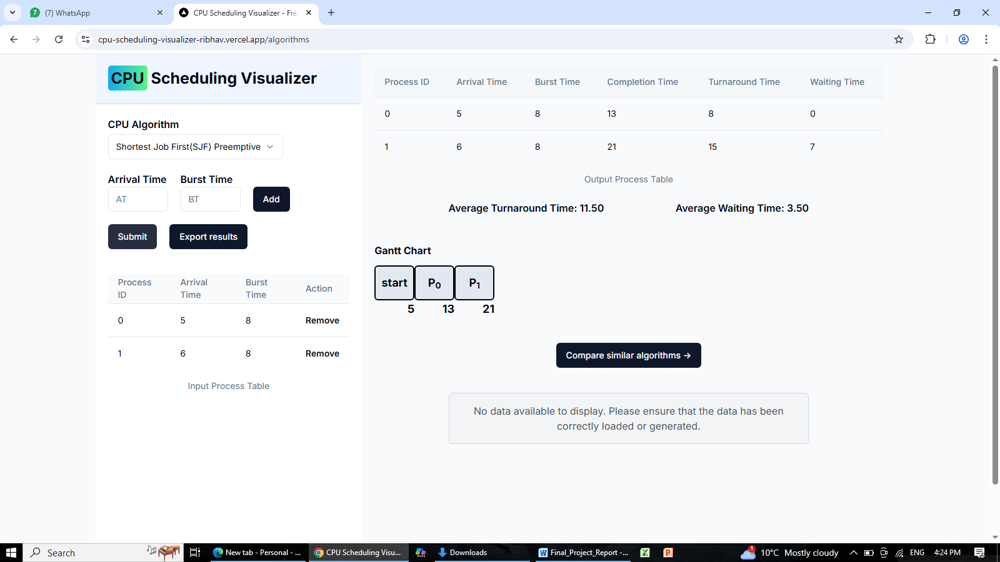 7
(7) WhatsApp
CPU Scheduling Visualizer - Fre
cpu-scheduling-visualizer-ribhav.vercel.app/algorithms
CPU Scheduling Visualizer
CPU Algorithm
Shortest Job First(SJF) Preemptive
Arrival Time Burst Time
AT BT Add
Submit Export results
Process ID Arrival Time Burst Time Action
0 5 8 Remove
1 6 8 Remove
Input Process Table
Process ID Arrival Time Burst Time Completion Time Turnaround Time Waiting Time
0 5 8 13 8 0
1 6 8 21 15 7
Output Process Table
Average Turnaround Time: 11.50 Average Waiting Time: 3.50
Gantt Chart
start P0 P1
5 13 21
Compare similar algorithms →
No data available to display. Please ensure that the data has been
correctly loaded or generated.
Search New tab - Personal - ... CPU Scheduling Visu... Downloads Final_Project_Report -... 1 10°C Mostly cloudy ENG 4:24 PM